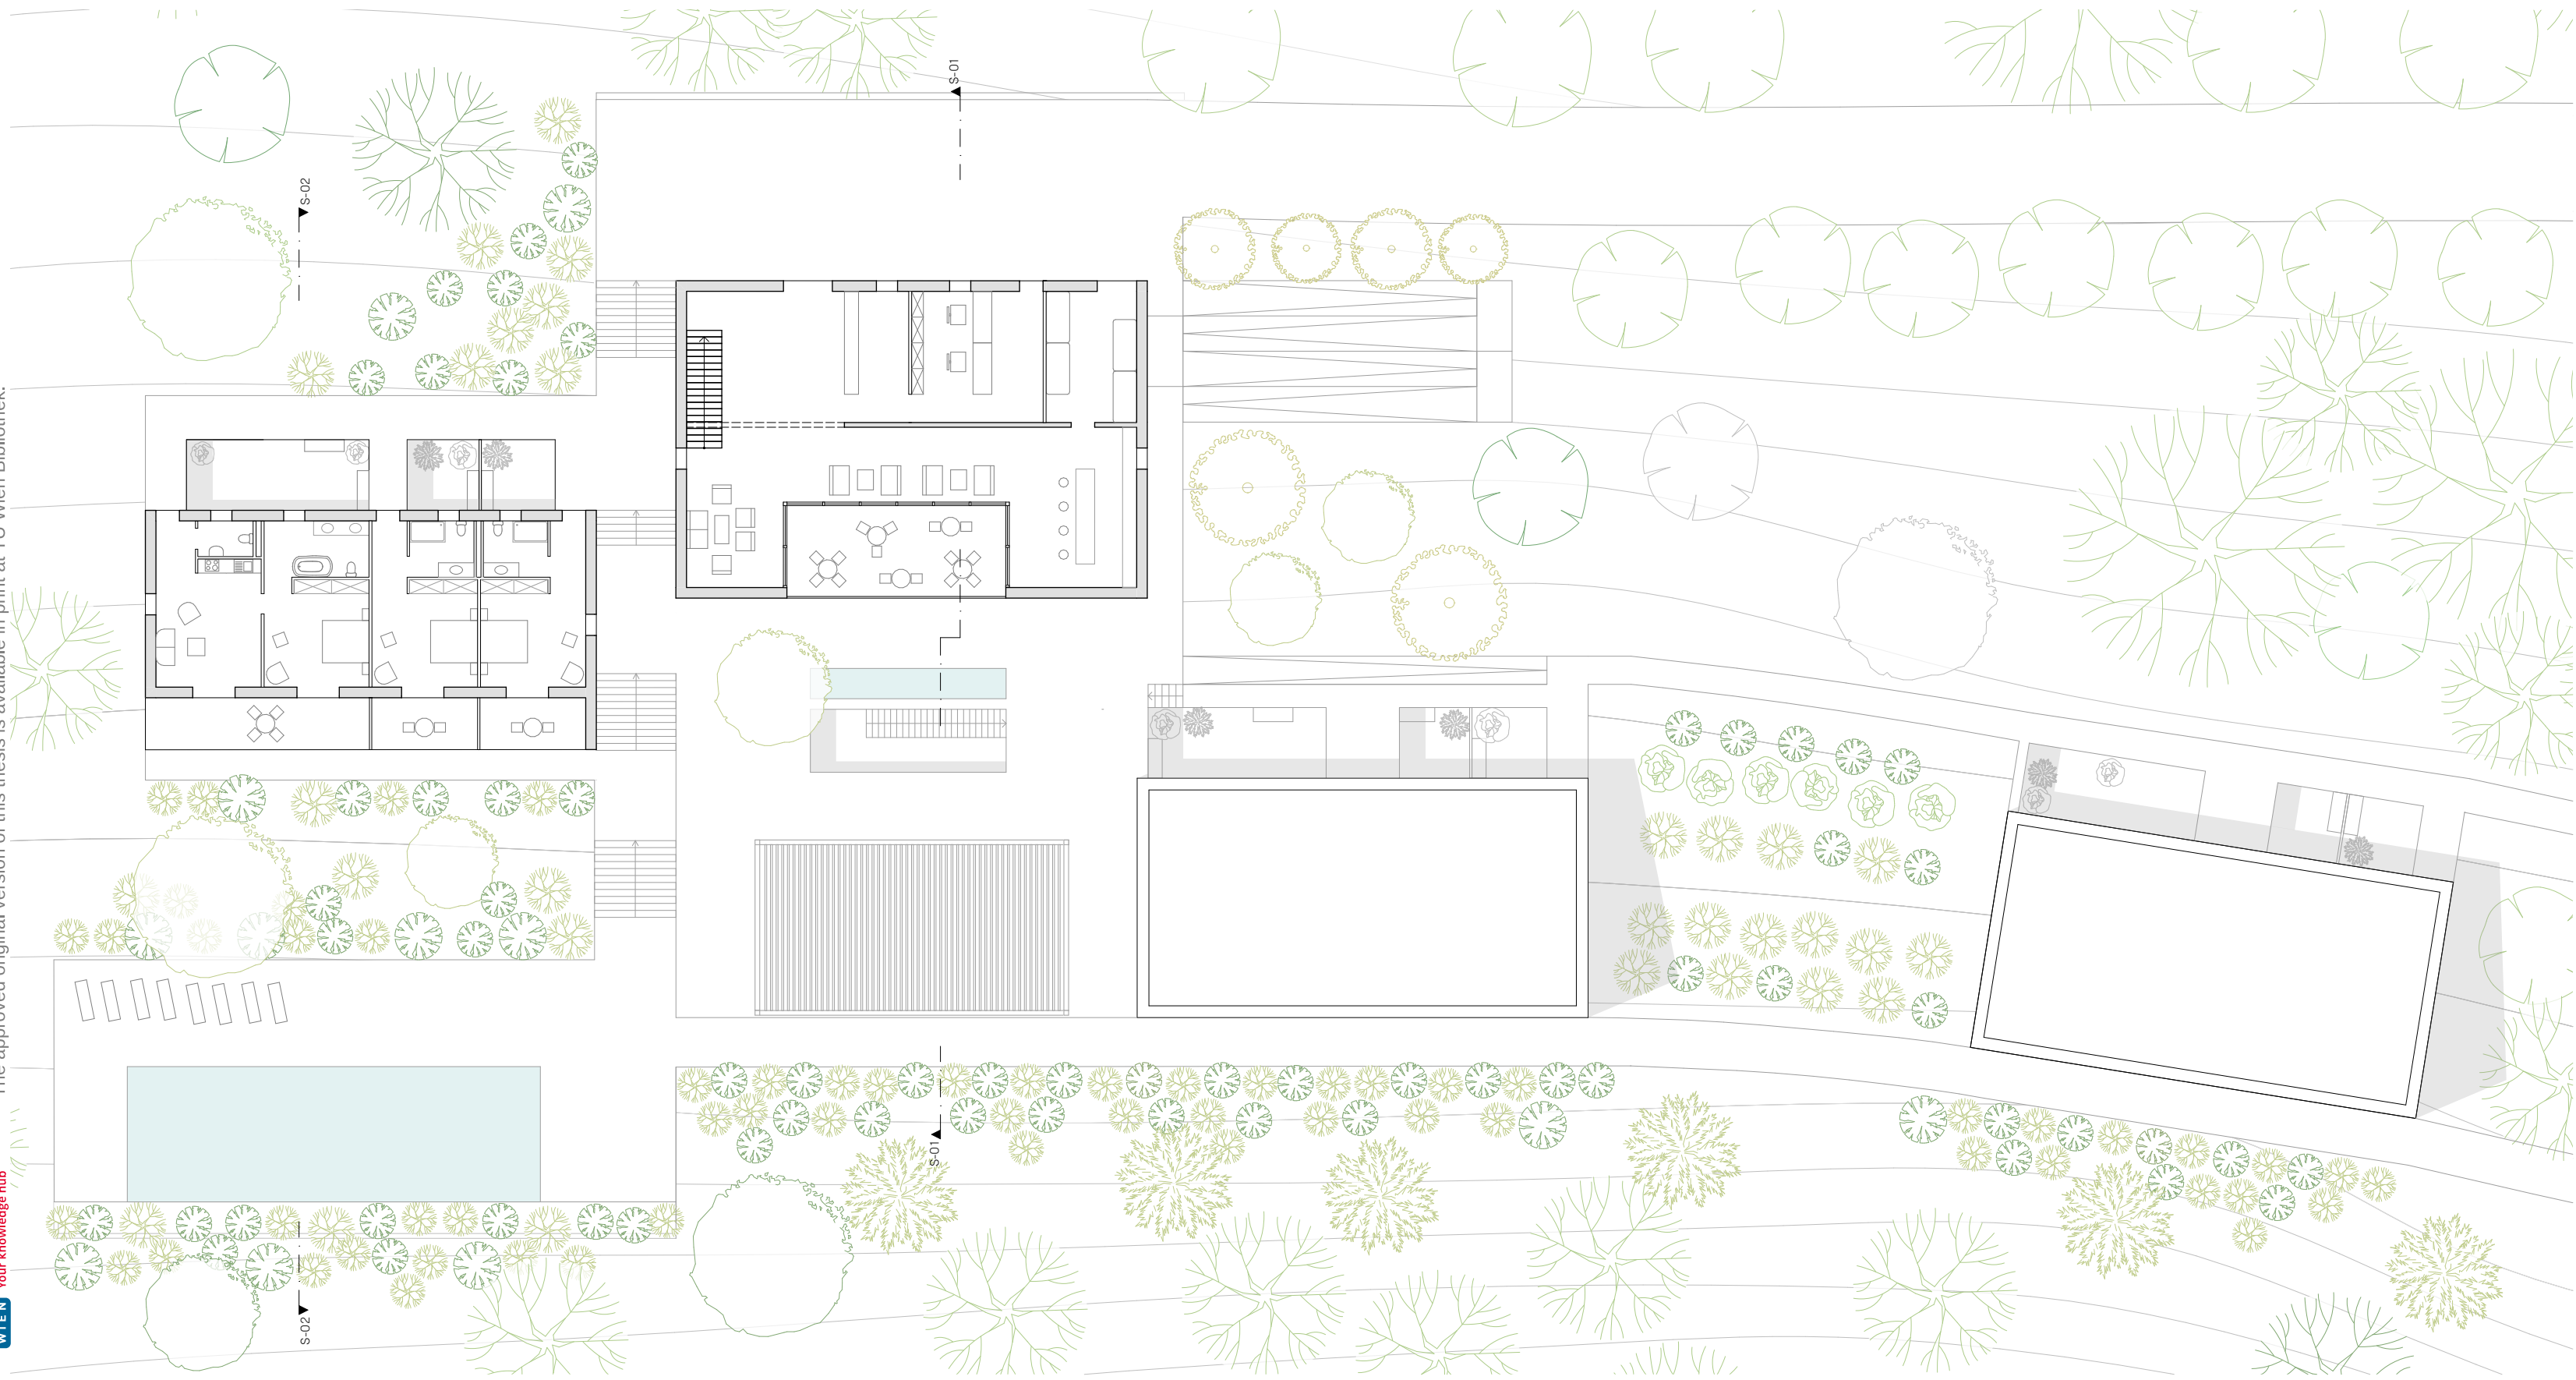 S-01
S-02
The approved original version of this thesis is available in print at TU Wien Bibliothek.
S-01
Your knowledge hub
WIEN
S-02